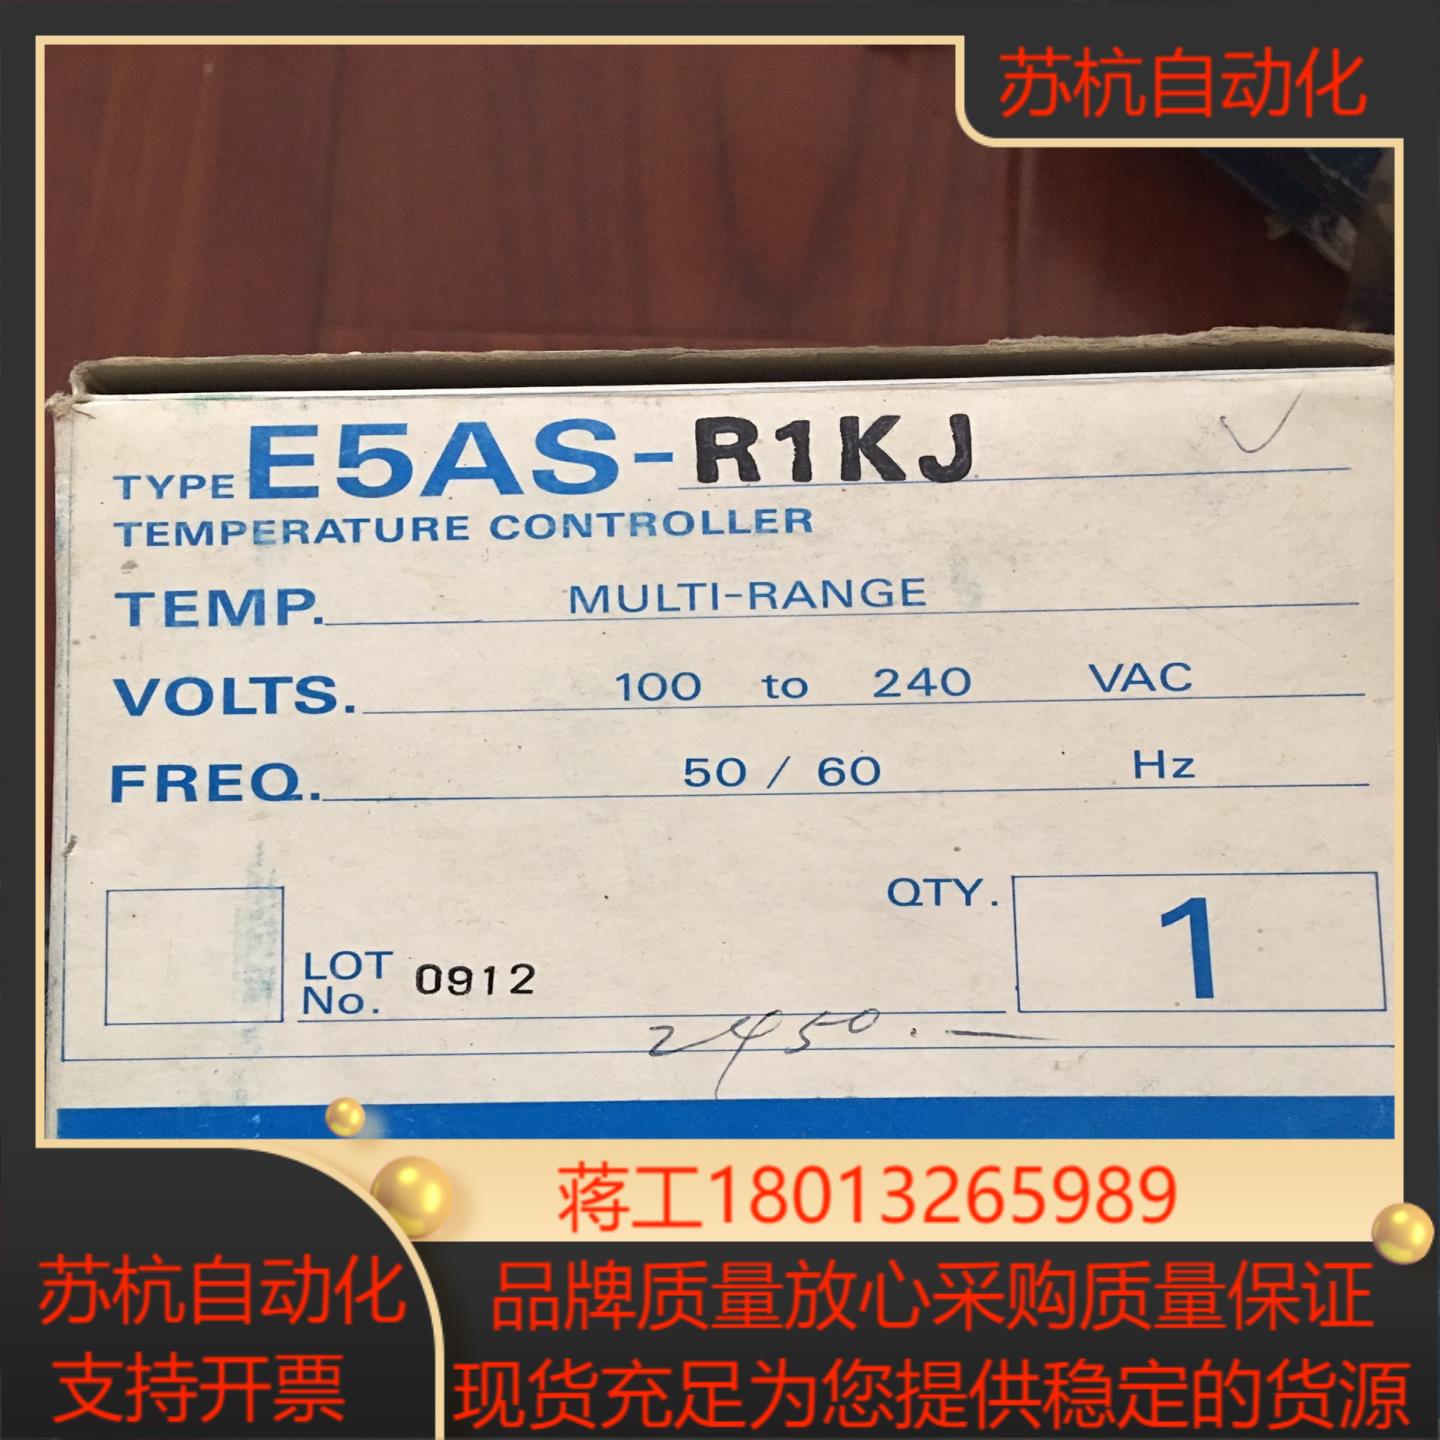 苏杭自动化
TYPE E5AS-R1KJ
TEMPERATURE CONTROLLER
TEMP. MULTI-RANGE
VOLTS. 100 to 240 VAC
FREQ. 50 / 60 Hz
QTY. 1
LOT No. 0912
2450.—
蒋工18013265989
苏杭自动化
支持开票
品牌质量放心采购质量保证
现货充足为您提供稳定的货源